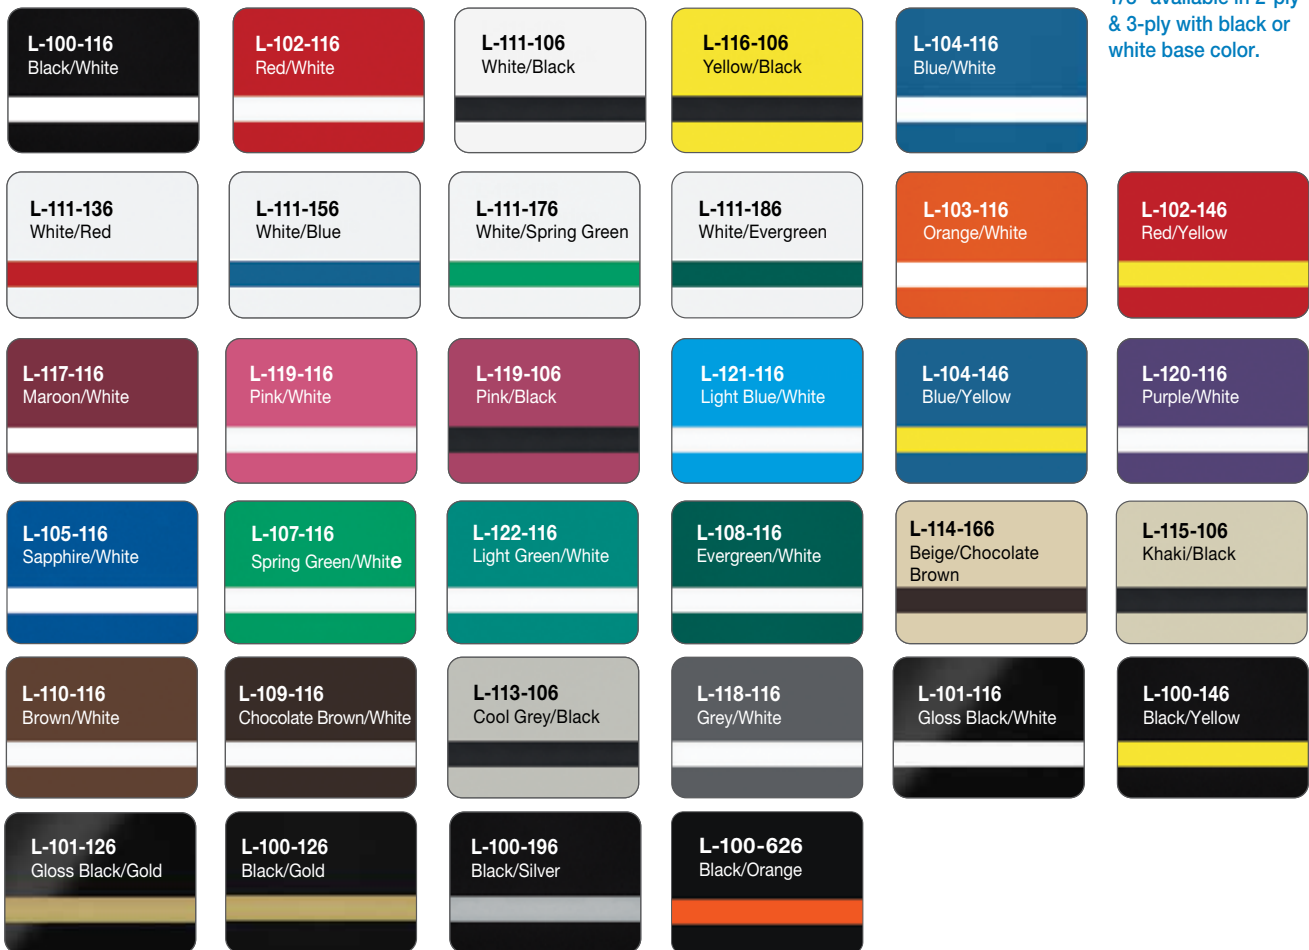 1/8" available in 2-ply
& 3-ply with black or
white base color.
L-100-116
Black/White
L-102-116
Red/White
L-111-106
White/Black
L-116-106
Yellow/Black
L-104-116
Blue/White
L-111-136
White/Red
L-111-156
White/Blue
L-111-176
White/Spring Green
L-111-186
White/Evergreen
L-103-116
Orange/White
L-102-146
Red/Yellow
L-117-116
Maroon/White
L-119-116
Pink/White
L-119-106
Pink/Black
L-121-116
Light Blue/White
L-104-146
Blue/Yellow
L-120-116
Purple/White
L-105-116
Sapphire/White
L-107-116
Spring Green/White
L-122-116
Light Green/White
L-108-116
Evergreen/White
L-114-166
Beige/Chocolate
Brown
L-115-106
Khaki/Black
L-110-116
Brown/White
L-109-116
Chocolate Brown/White
L-113-106
Cool Grey/Black
L-118-116
Grey/White
L-101-116
Gloss Black/White
L-100-146
Black/Yellow
L-101-126
Gloss Black/Gold
L-100-126
Black/Gold
L-100-196
Black/Silver
L-100-626
Black/Orange